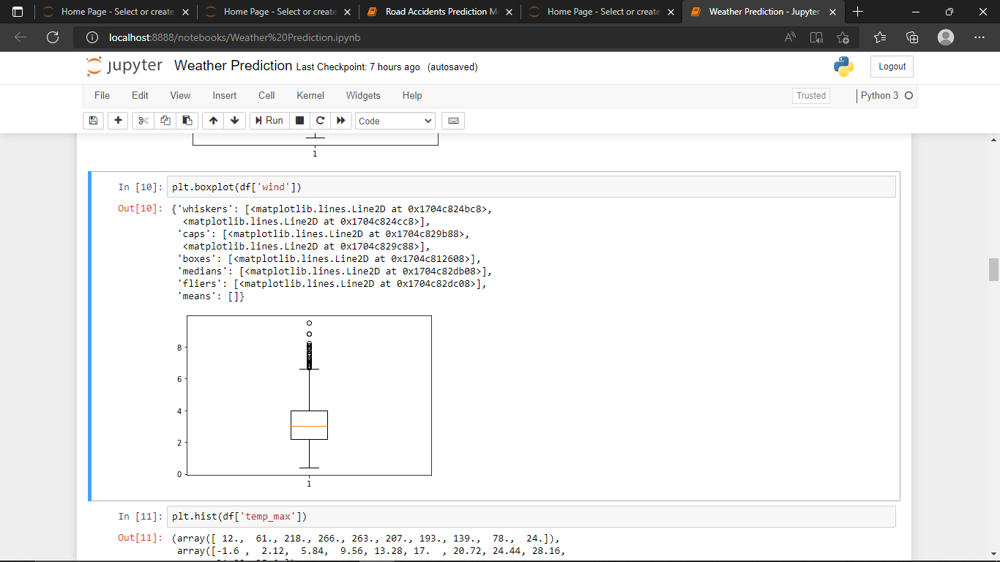 Home Page - Select or create
Home Page - Select or create
Road Accidents Prediction M
Home Page - Select or create
Weather Prediction - Jupyter
localhost:8888/notebooks/Weather%20Prediction.ipynb
jupyter Weather Prediction Last Checkpoint: 7 hours ago (autosaved)
Logout
File Edit View Insert Cell Kernel Widgets Help
Trusted
Python 3
Run
Code
1
In [10]: plt.boxplot(df['wind'])
Out[10]: {'whiskers': [<matplotlib.lines.Line2D at 0x1704c824bc8>,
<matplotlib.lines.Line2D at 0x1704c824cc8>],
'caps': [<matplotlib.lines.Line2D at 0x1704c829b88>,
<matplotlib.lines.Line2D at 0x1704c829c88>],
'boxes': [<matplotlib.lines.Line2D at 0x1704c812608>],
'medians': [<matplotlib.lines.Line2D at 0x1704c82db08>],
'fliers': [<matplotlib.lines.Line2D at 0x1704c82dc08>],
'means': []}
8
6
4
2
0
1
In [11]: plt.hist(df['temp_max'])
Out[11]: (array([ 12., 61., 218., 266., 263., 207., 193., 139., 78., 24.]),
array([-1.6 , 2.12, 5.84, 9.56, 13.28, 17. , 20.72, 24.44, 28.16,